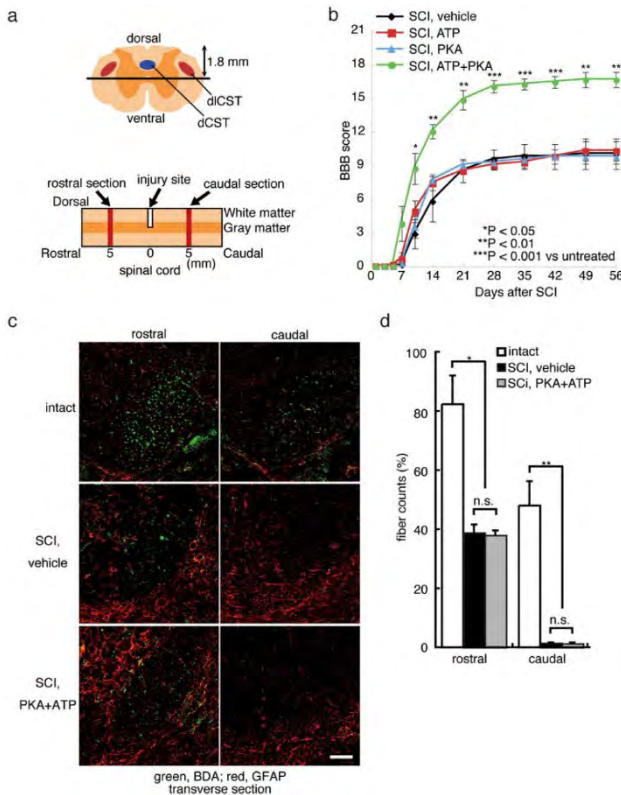 a
dorsal
1.8 mm
dlCST
dCST
ventral
rostral section
injury site
caudal section
Dorsal
White matter
Gray matter
Rostral
5
0
5
(mm)
Caudal
spinal cord
b
SCI, vehicle
SCI, ATP
SCI, PKA
SCI, ATP+PKA
21
18
15
12
9
6
3
0
BBB score
*
**
**
***
***
***
**
**
*P < 0.05
**P < 0.01
***P < 0.001 vs untreated
0 7 14 21 28 35 42 49 56
Days after SCI
c
rostral
caudal
intact
SCI,
vehicle
SCI,
PKA+ATP
green, BDA; red, GFAP
transverse section
d
intact
SCI, vehicle
SCi, PKA+ATP
100
80
60
40
20
0
fiber counts (%)
*
n.s.
**
n.s.
rostral
caudal